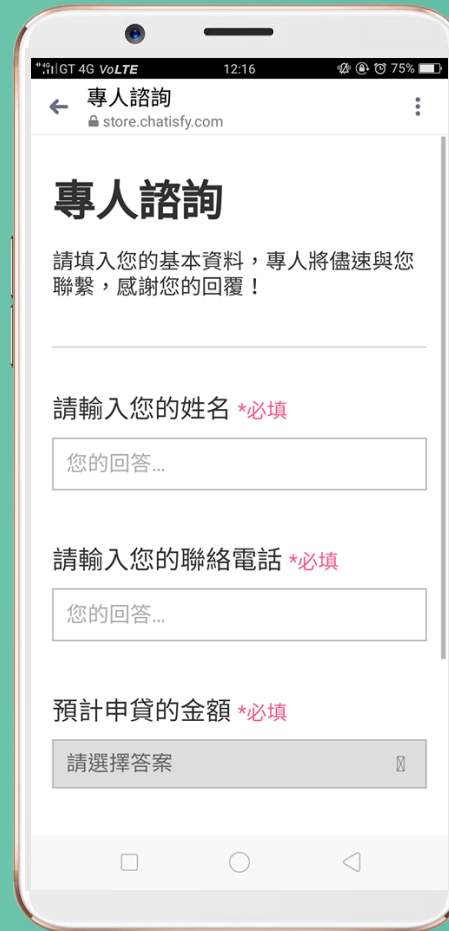 4G GT 4G VoLTE 12:16 75%
專人諮詢
store.chatisfy.com
專人諮詢
請填入您的基本資料，專人將儘速與您
聯繫，感謝您的回覆！
請輸入您的姓名 *必填
您的回答...
請輸入您的聯絡電話 *必填
您的回答...
預計申貸的金額 *必填
請選擇答案